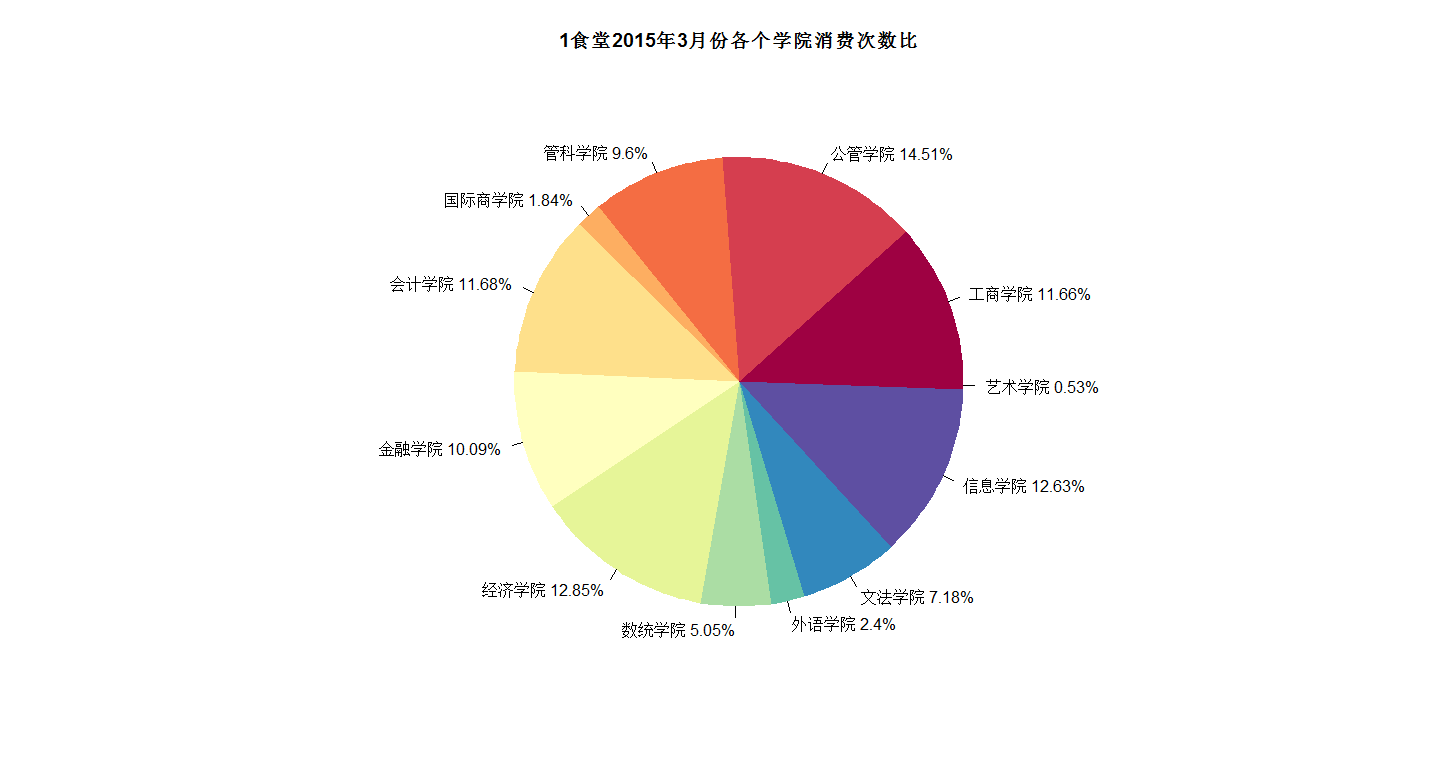 1食堂2015年3月份各个学院消费次数比
管科学院 9.6%
公管学院 14.51%
国际商学院 1.84%
会计学院 11.68%
工商学院 11.66%
艺术学院 0.53%
金融学院 10.09%
信息学院 12.63%
经济学院 12.85%
文法学院 7.18%
数统学院 5.05%
外语学院 2.4%